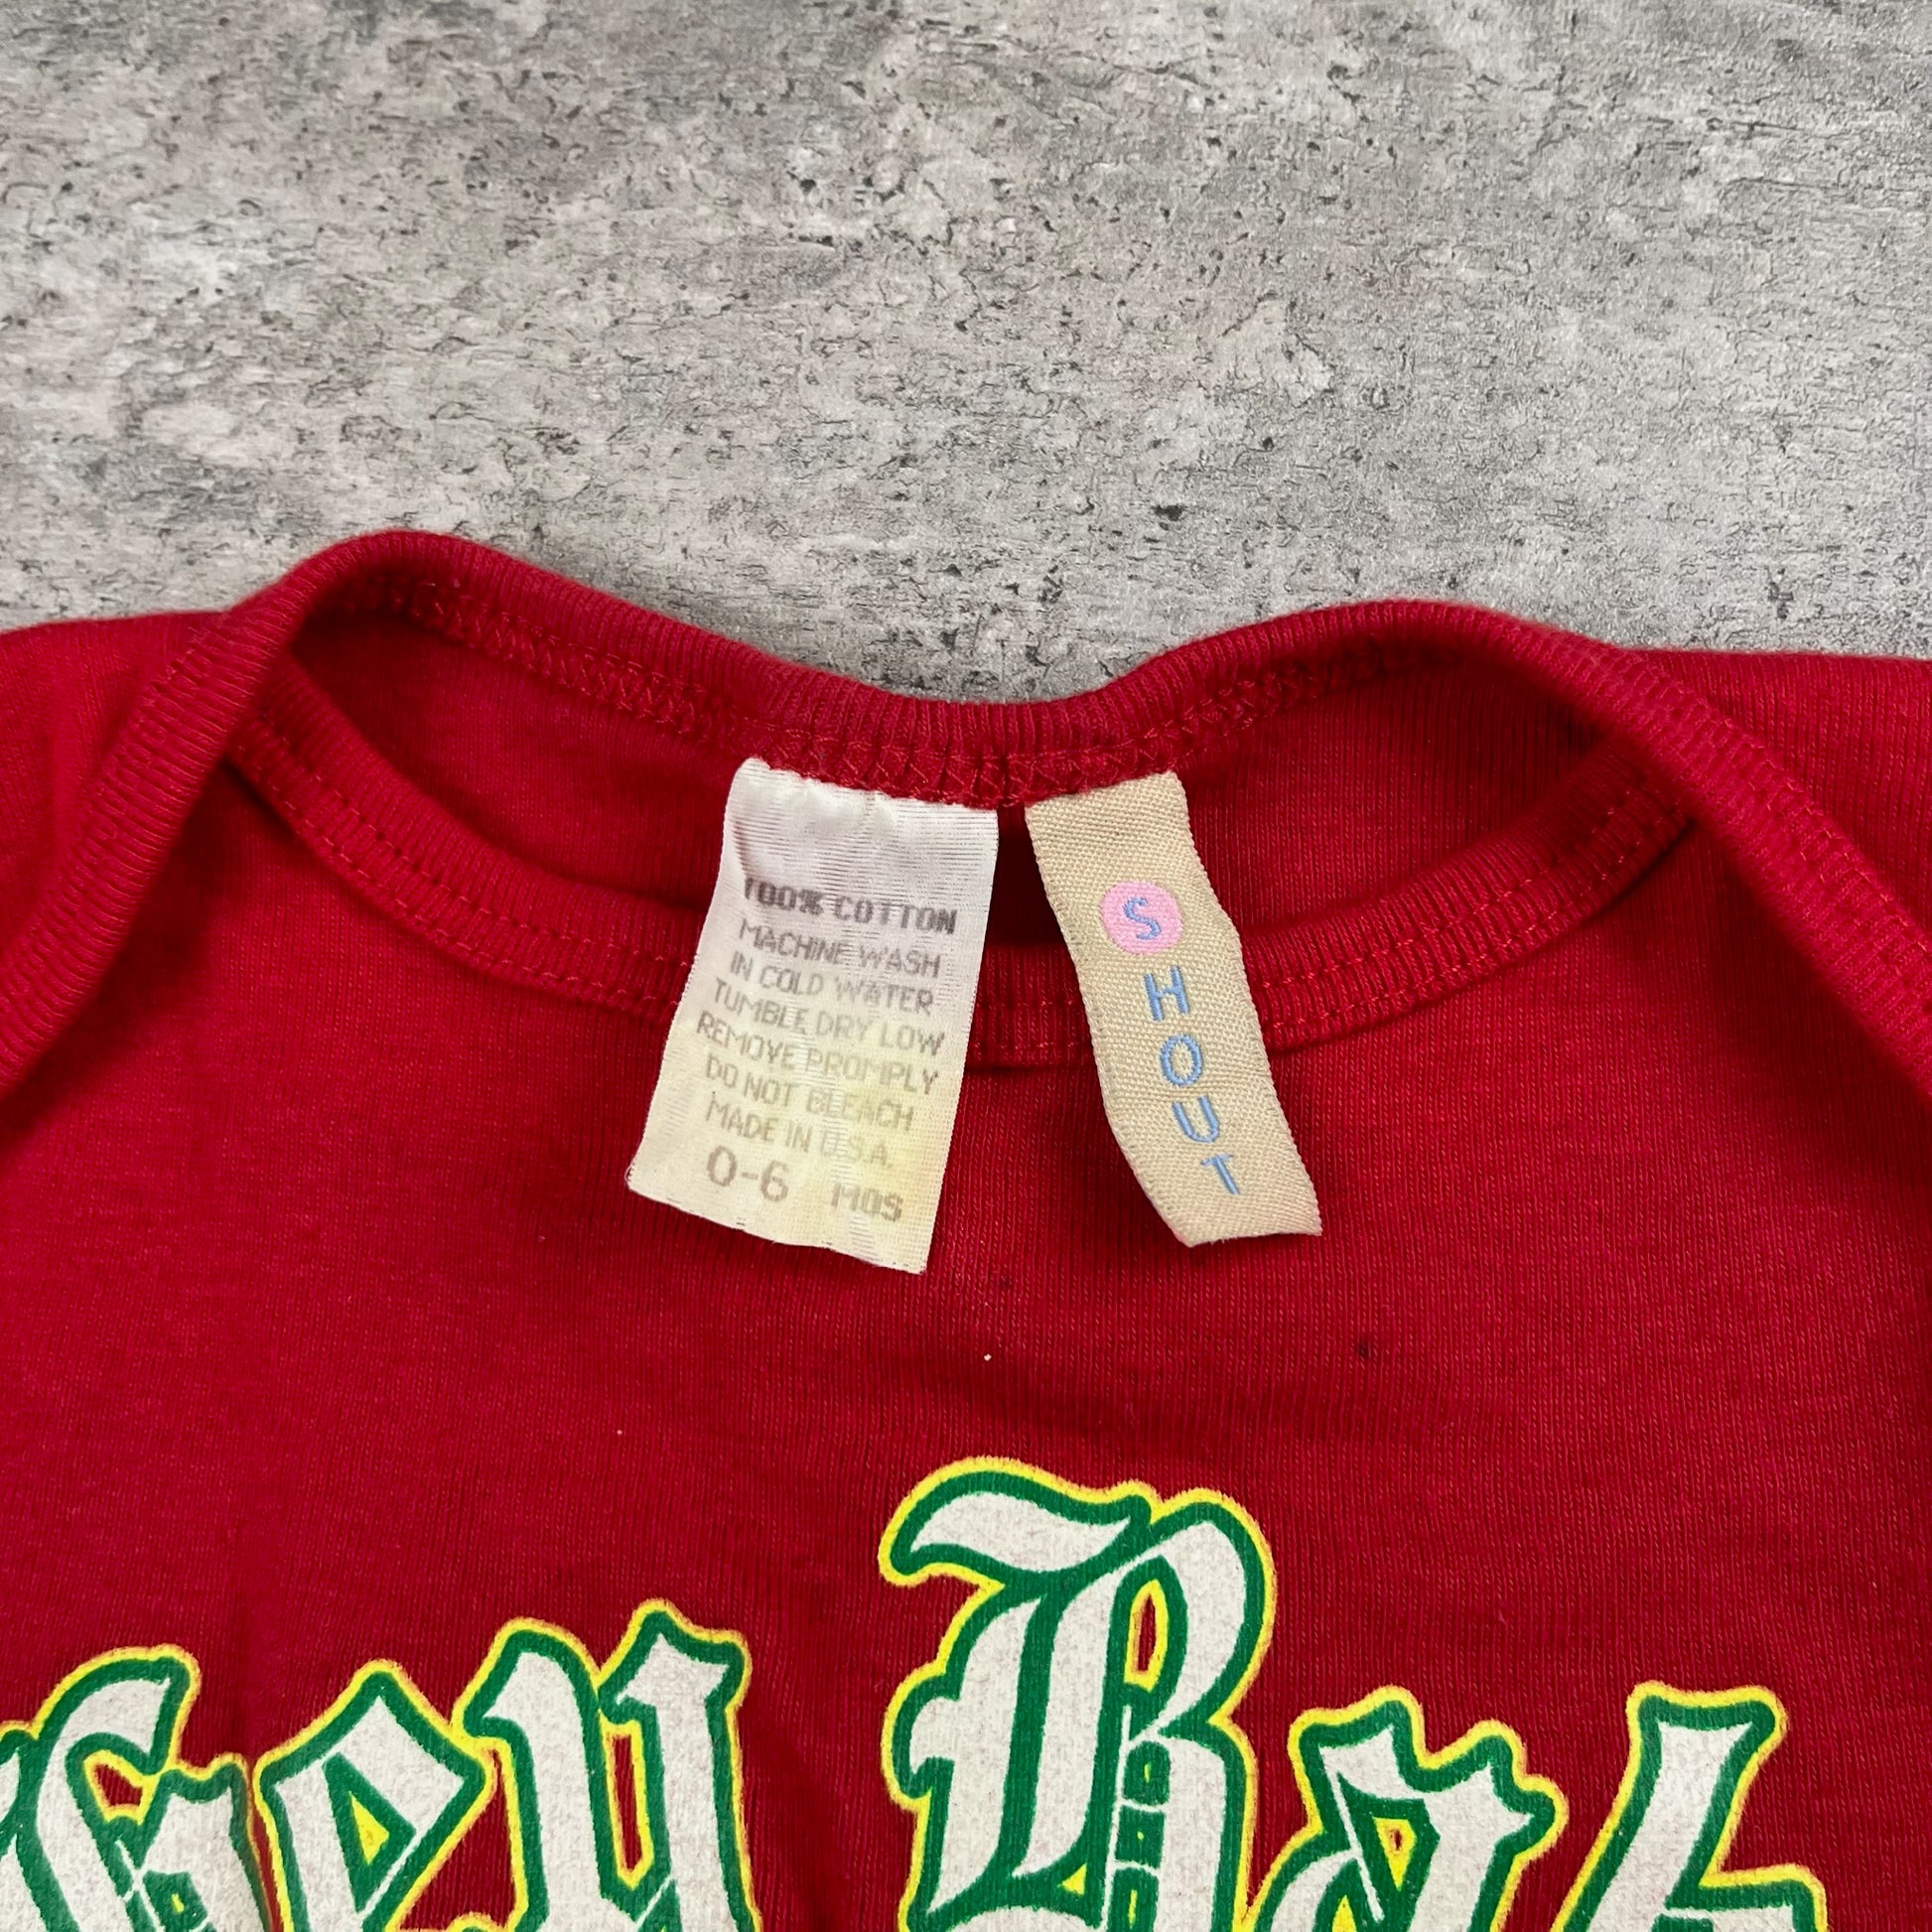 100% COTTON
MACHINE WASH
IN COLD WATER
TUMBLE DRY LOW
REMOVE PROMPLY
DO NOT BLEACH
MADE IN U.S.A.
0-6 MOS
SHOUT